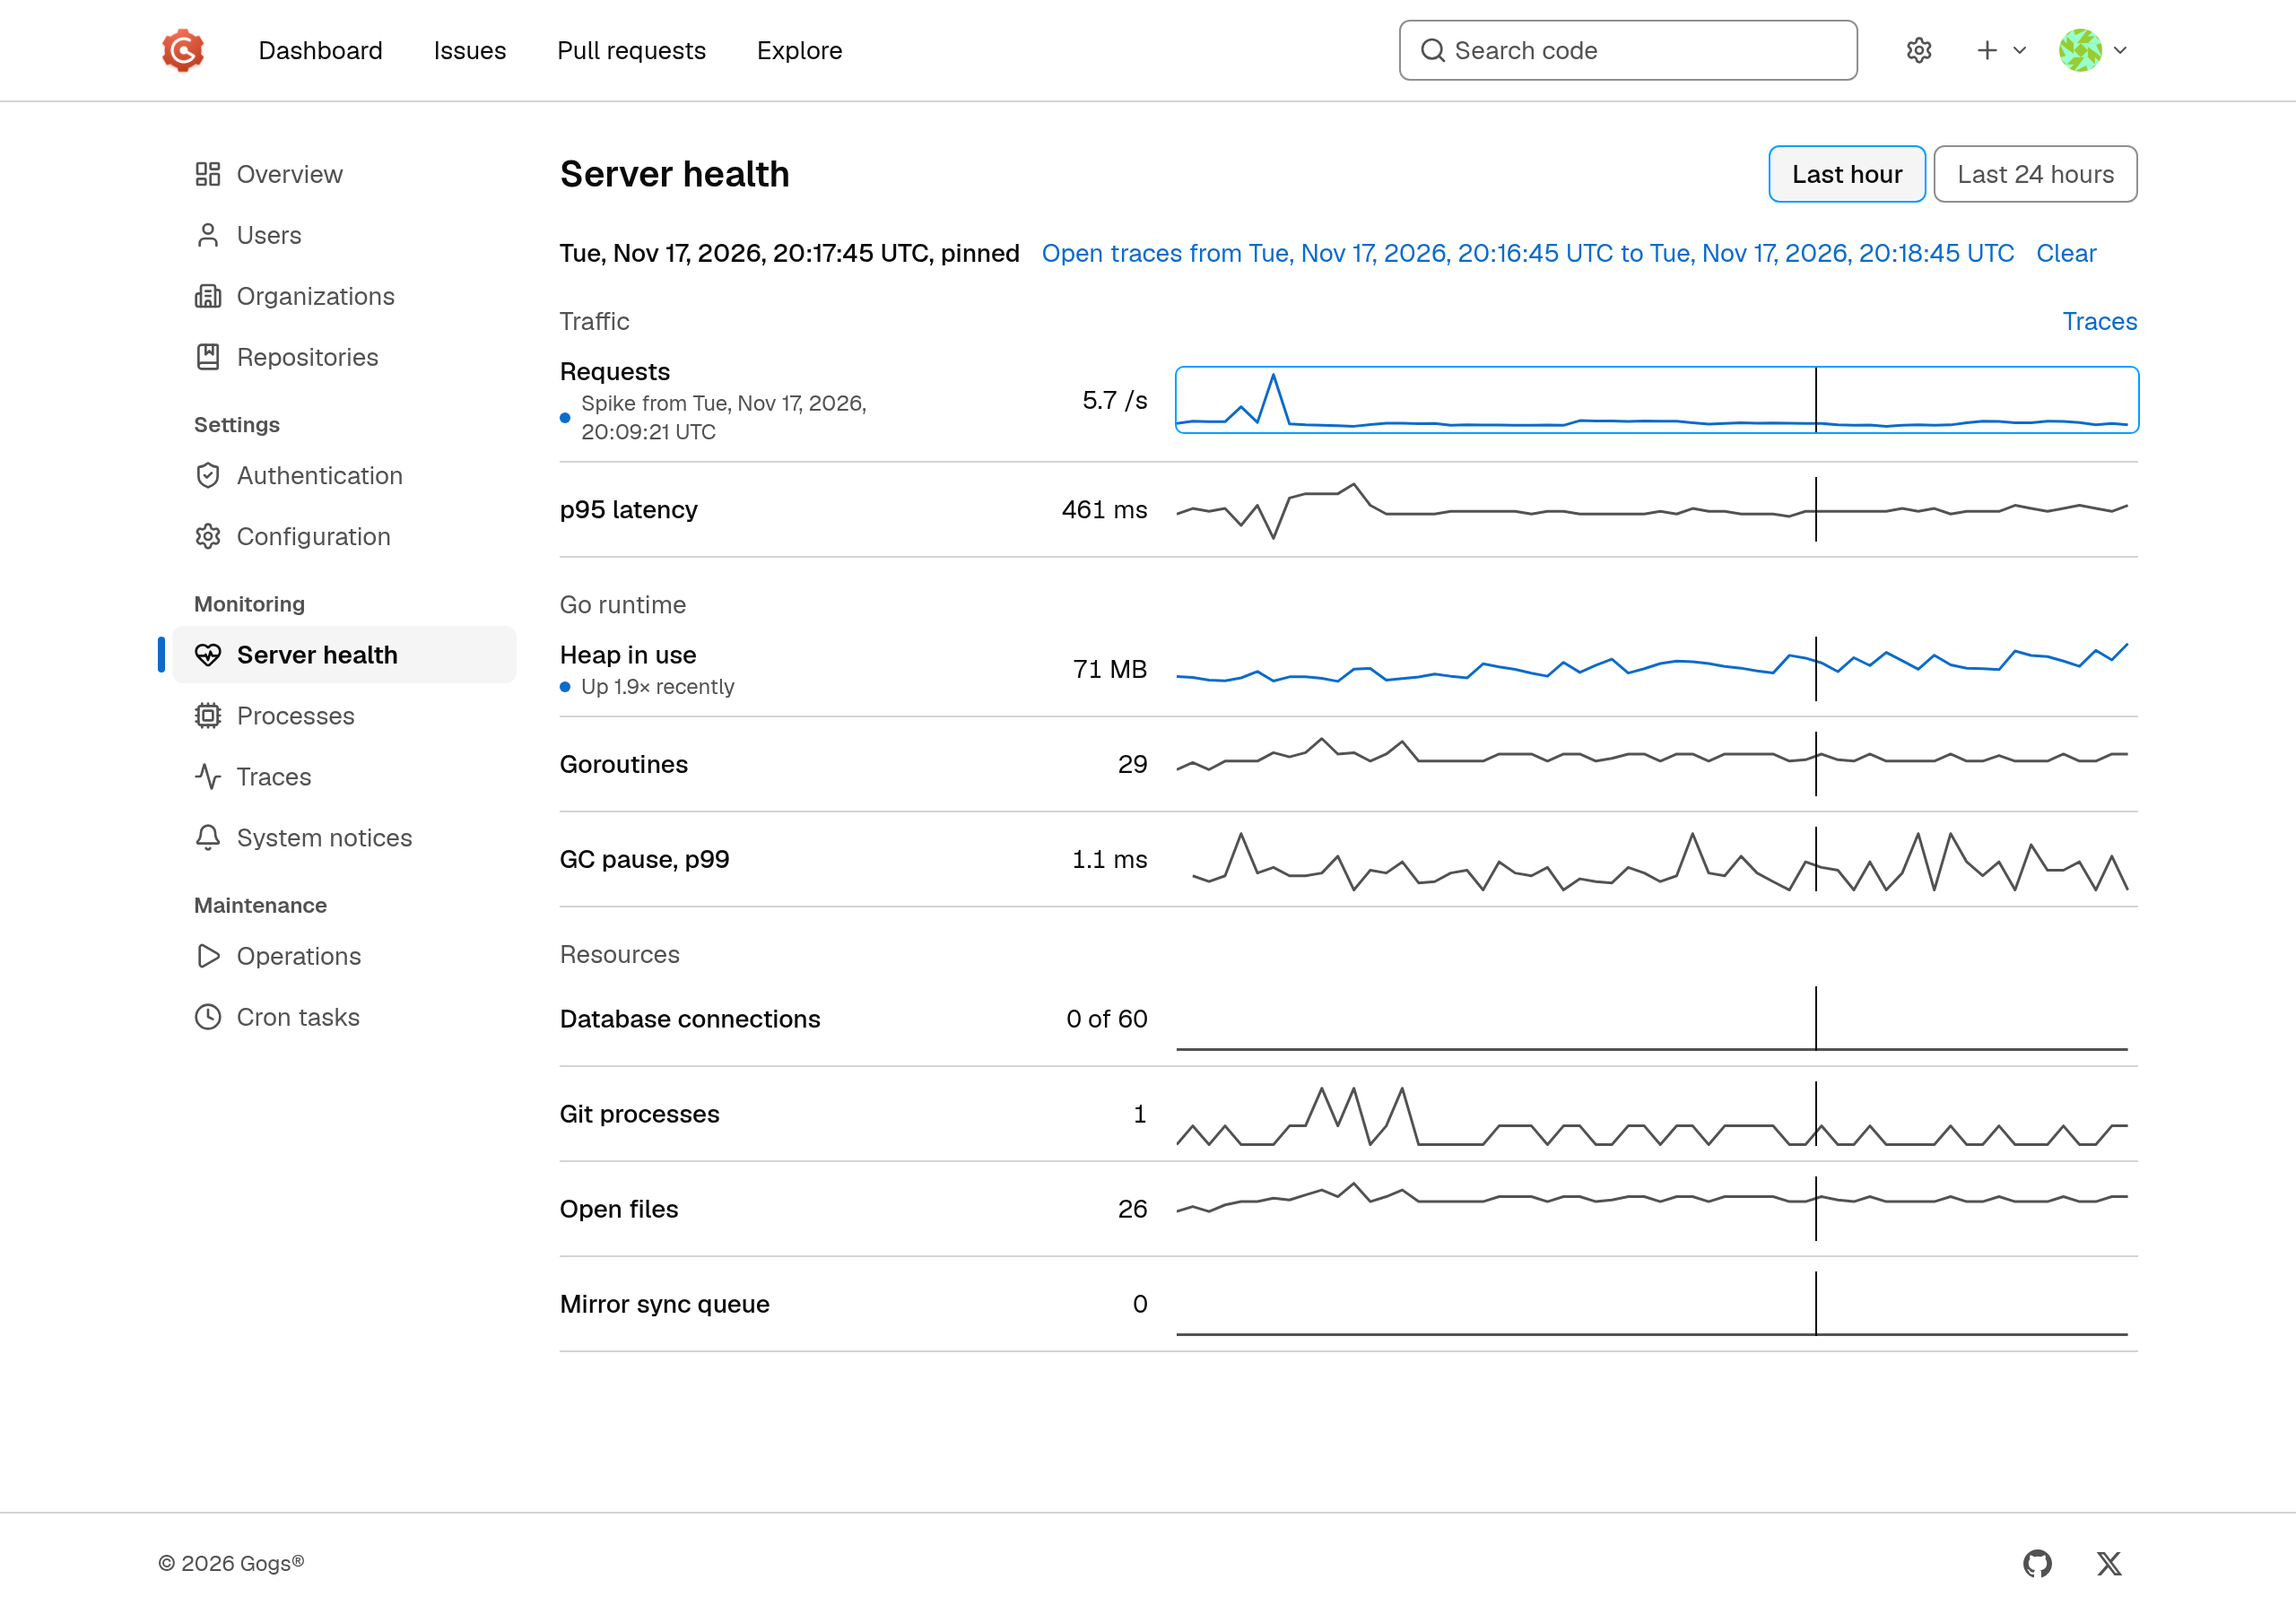 Dashboard Issues Pull requests Explore Search code
Overview
Users
Organizations
Repositories
Settings
Authentication
Configuration
Monitoring
Server health
Processes
Traces
System notices
Maintenance
Operations
Cron tasks
Server health Last hour Last 24 hours
Tue, Nov 17, 2026, 20:17:45 UTC, pinned Open traces from Tue, Nov 17, 2026, 20:16:45 UTC to Tue, Nov 17, 2026, 20:18:45 UTC Clear
Traffic Traces
Requests
Spike from Tue, Nov 17, 2026,
20:09:21 UTC
5.7 /s
p95 latency 461 ms
Go runtime
Heap in use
Up 1.9× recently
71 MB
Goroutines 29
GC pause, p99 1.1 ms
Resources
Database connections 0 of 60
Git processes 1
Open files 26
Mirror sync queue 0
© 2026 Gogs®